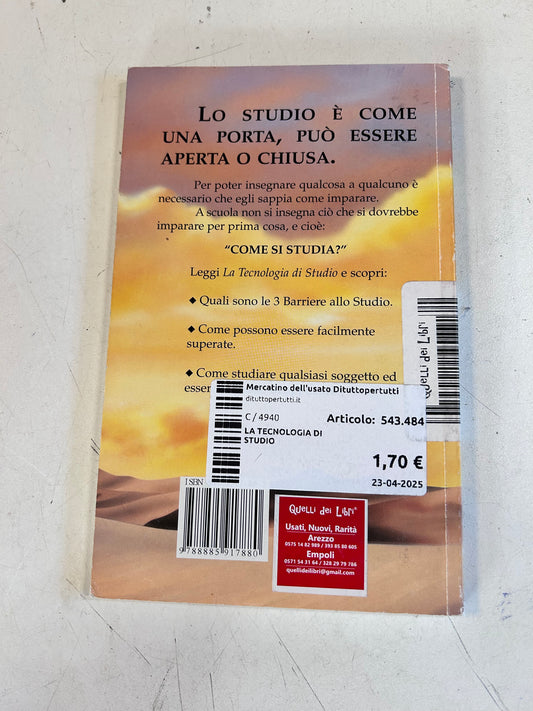 LO STUDIO È COME
UNA PORTA, PUÒ ESSERE
APERTA O CHIUSA.
Per poter insegnare qualcosa a qualcuno è
necessario che egli sappia come imparare.
A scuola non si insegna ciò che si dovrebbe
imparare per prima cosa, e cioè:
“COME SI STUDIA?”
Leggi La Tecnologia di Studio e scopri:
◆ Quali sono le 3 Barriere allo Studio.
◆ Come possono essere facilmente
superate.
◆ Come studiare qualsiasi soggetto ed
esser
Quelli dei Libri
Mercatino dell'usato Dituttopertutti
dituttopertutti.it
C / 4940
Articolo: 543.484
LA TECNOLOGIA DI
STUDIO
1,70 €
23-04-2025
ISBN
9 788885 917880
Quelli dei Libri®
Usati, Nuovi, Rarità
Arezzo
0575 14 82 989 / 393 85 80 605
Empoli
0571 54 31 64 / 328 29 79 786
quellideilibri@gmail.com